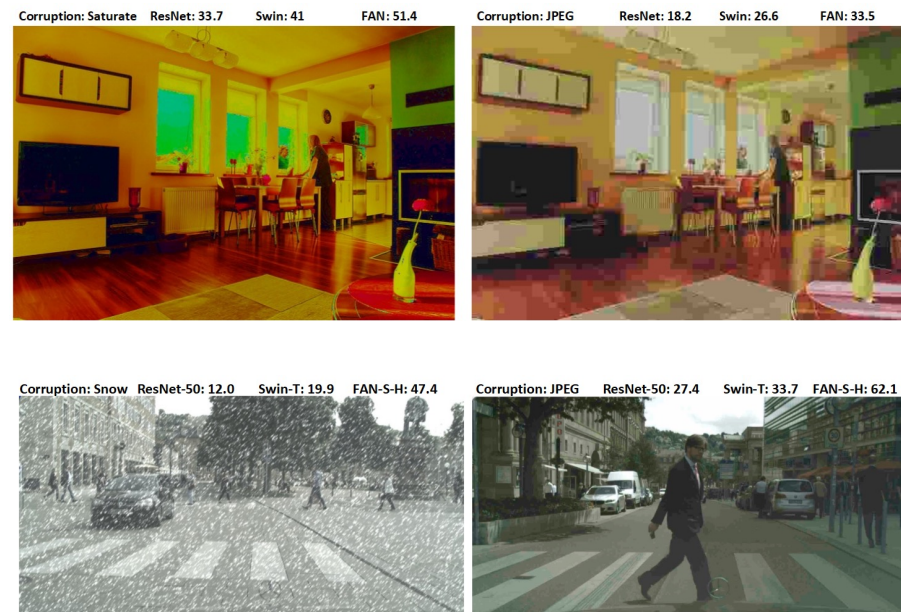 Corruption: Saturate ResNet: 33.7 Swin: 41 FAN: 51.4
Corruption: JPEG ResNet: 18.2 Swin: 26.6 FAN: 33.5
Corruption: Snow ResNet-50: 12.0 Swin-T: 19.9 FAN-S-H: 47.4
Corruption: JPEG ResNet-50: 27.4 Swin-T: 33.7 FAN-S-H: 62.1